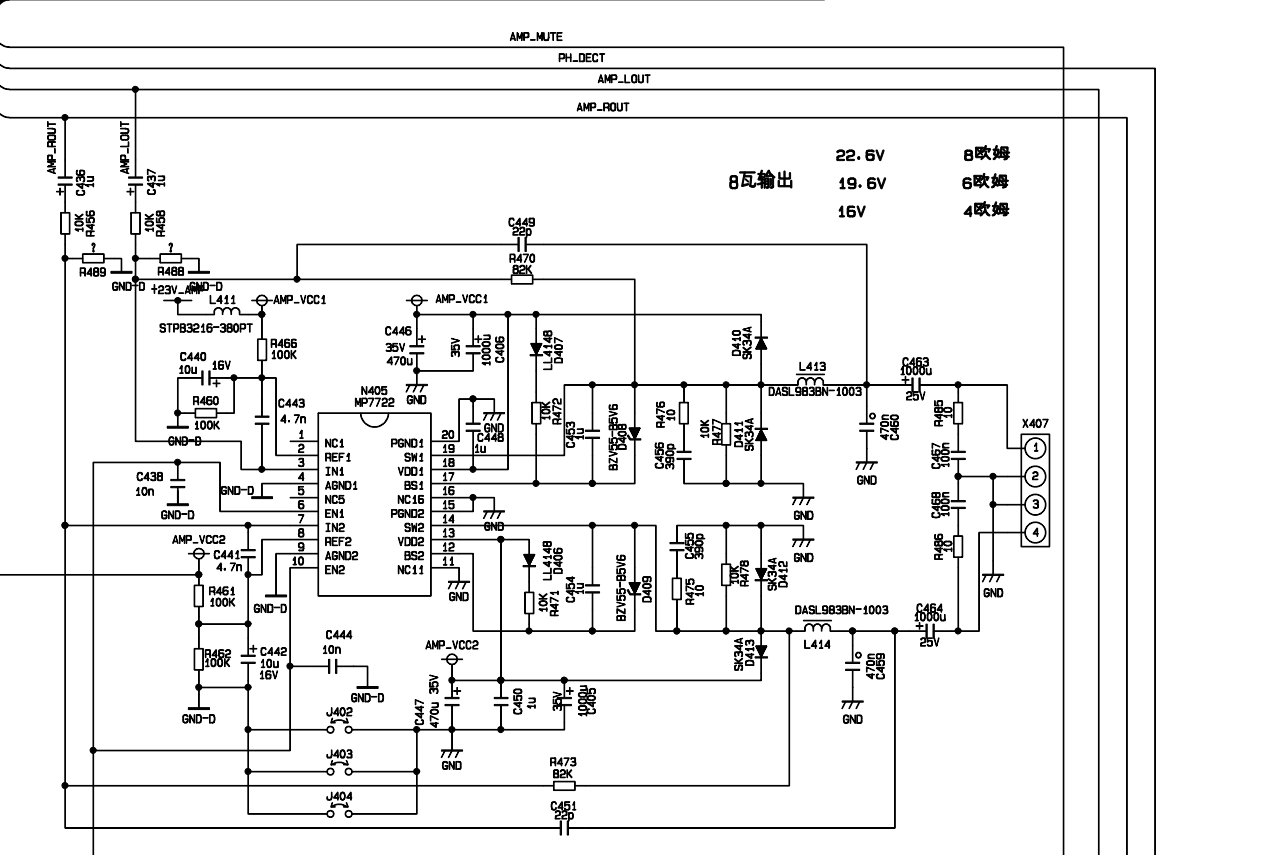 AMP_MUTE
PH_DECT
AMP_LOUT
AMP_ROUT
AMP_ROUT
AMP_LOUT
C436
1u
C437
1u
10K
R456
10K
R458
?
R489
?
R488
GND-D
GND-D
22.6V 8欧姆
8瓦输出 19.6V 6欧姆
16V 4欧姆
C449
22p
R470
82K
+23V_AMP
L411
AMP_VCC1
STPB3216-380PT
R466
100K
C440
10u 16V
R460
100K
GND-D
C443
4.7n
AMP_VCC1
C446
35V
470u
35V
1000u
C406
GND
LL4148
D407
10K
R472
N405
MP7722
1 NC1
2 REF1
3 IN1
4 AGND1
5 NC5
6 EN1
7 IN2
8 REF2
9 AGND2
10 EN2
PGND1 20
SW1 19
VDD1 18
BS1 17
NC16 16
PGND2 15
SW2 14
VDD2 13
BS2 12
NC11 11
GND
C448
1u
GND
GND
C453
1u
BZV55-B5V6
D408
R476
10
C456
390p
10K
R477
D410
SK34A
D411
SK34A
GND
L413
DASL983BN-1003
C463
1000u
25V
470n
C460
GND
R485
10
C467
100n
C468
100n
R486
10
X407
1
2
3
4
GND
C438
10n
GND-D
GND-D
AMP_VCC2
C441
4.7n
R461
100K
GND-D
R462
100K
C442
10u
16V
GND-D
C444
10n
GND-D
LL4148
D406
10K
R471
C454
1u
BZV55-B5V6
D409
C455
390p
R475
10
10K
R478
SK34A
D412
GND
SK34A
D413
DASL983BN-1003
L414
C464
1000u
25V
470n
C459
GND
AMP_VCC2
C447
35V
470u
C450
1u
35V
1000u
C405
GND
J402
J403
J404
R473
82K
C451
22p